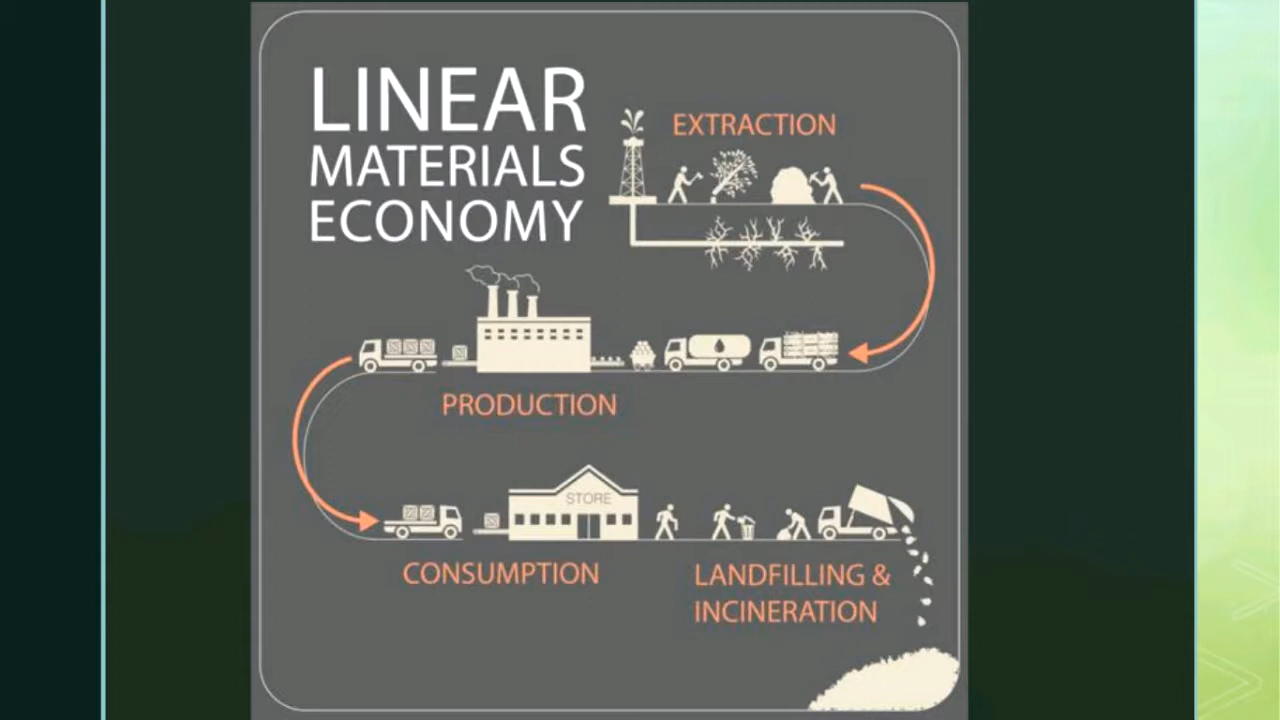 LINEAR
MATERIALS
ECONOMY
EXTRACTION
PRODUCTION
STORE
CONSUMPTION
LANDFILLING &
INCINERATION